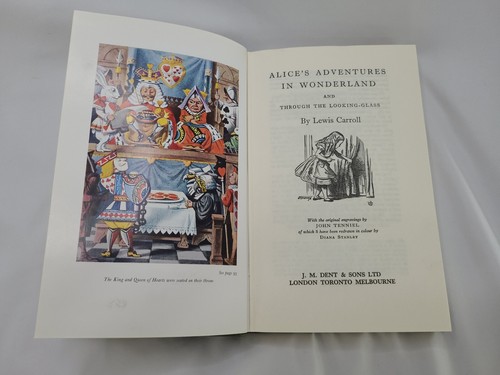 See page 93
The King and Queen of Hearts were seated on their throne
ALICE'S ADVENTURES
IN WONDERLAND
AND
THROUGH THE LOOKING-GLASS
By Lewis Carroll
With the original engravings by
JOHN TENNIEL,
of which 8 have been redrawn in colour by
DIANA STANLEY
J. M. DENT & SONS LTD
LONDON TORONTO MELBOURNE